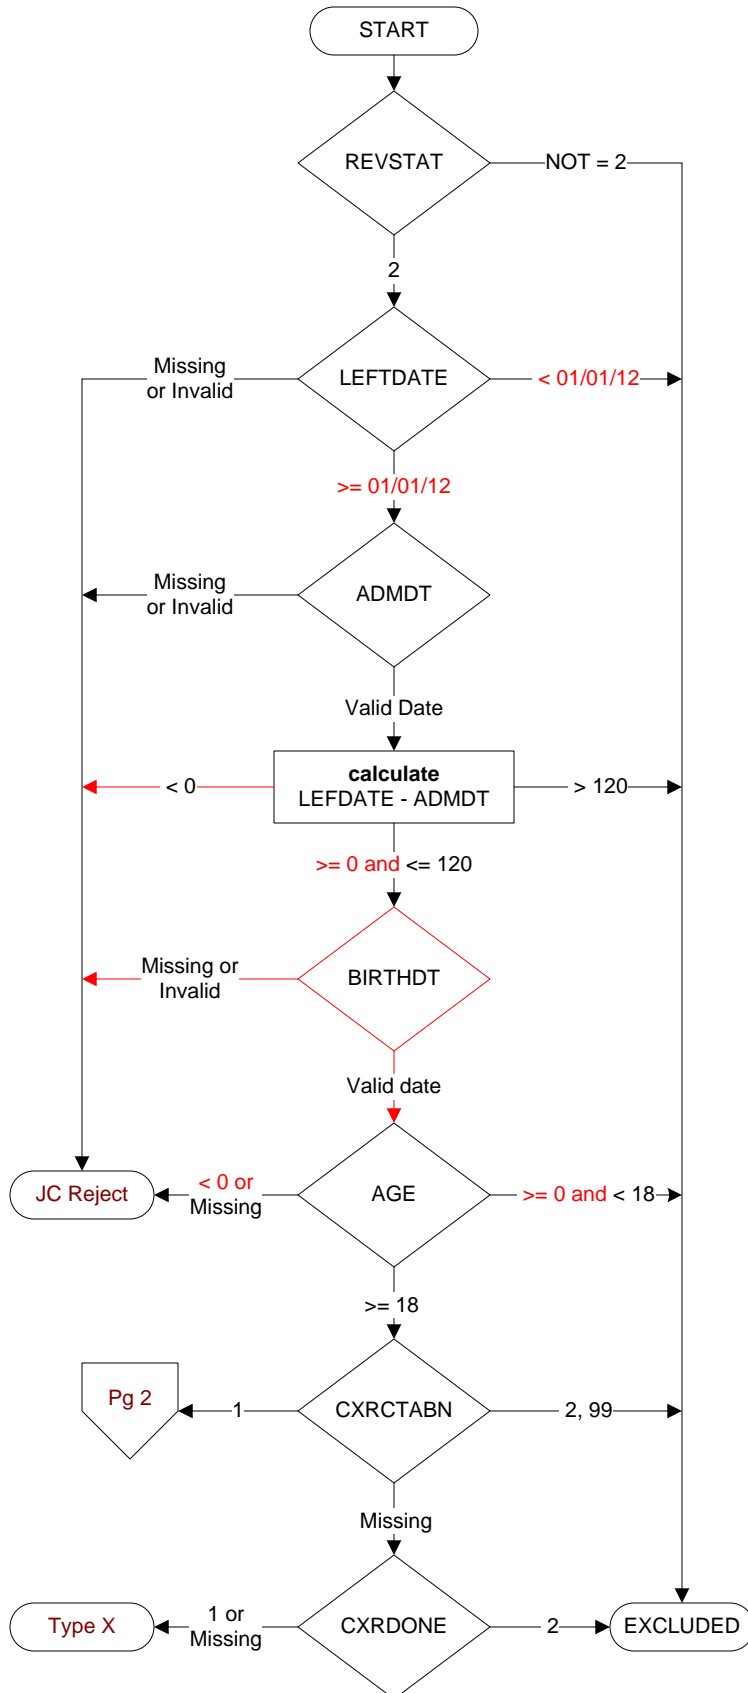 START
REVSTAT
NOT = 2
2
Missing
or Invalid
LEFTDATE
< 01/01/12
>= 01/01/12
Missing
or Invalid
ADMDT
Valid Date
< 0
calculate
LEFDATE - ADMDT
> 120
>= 0 and <= 120
Missing or
Invalid
BIRTHDT
Valid date
JC Reject
< 0 or
Missing
AGE
>= 0 and < 18
>= 18
Pg 2
1
CXRCTABN
2, 99
Missing
Type X
1 or
Missing
CXRDONE
2
EXCLUDED